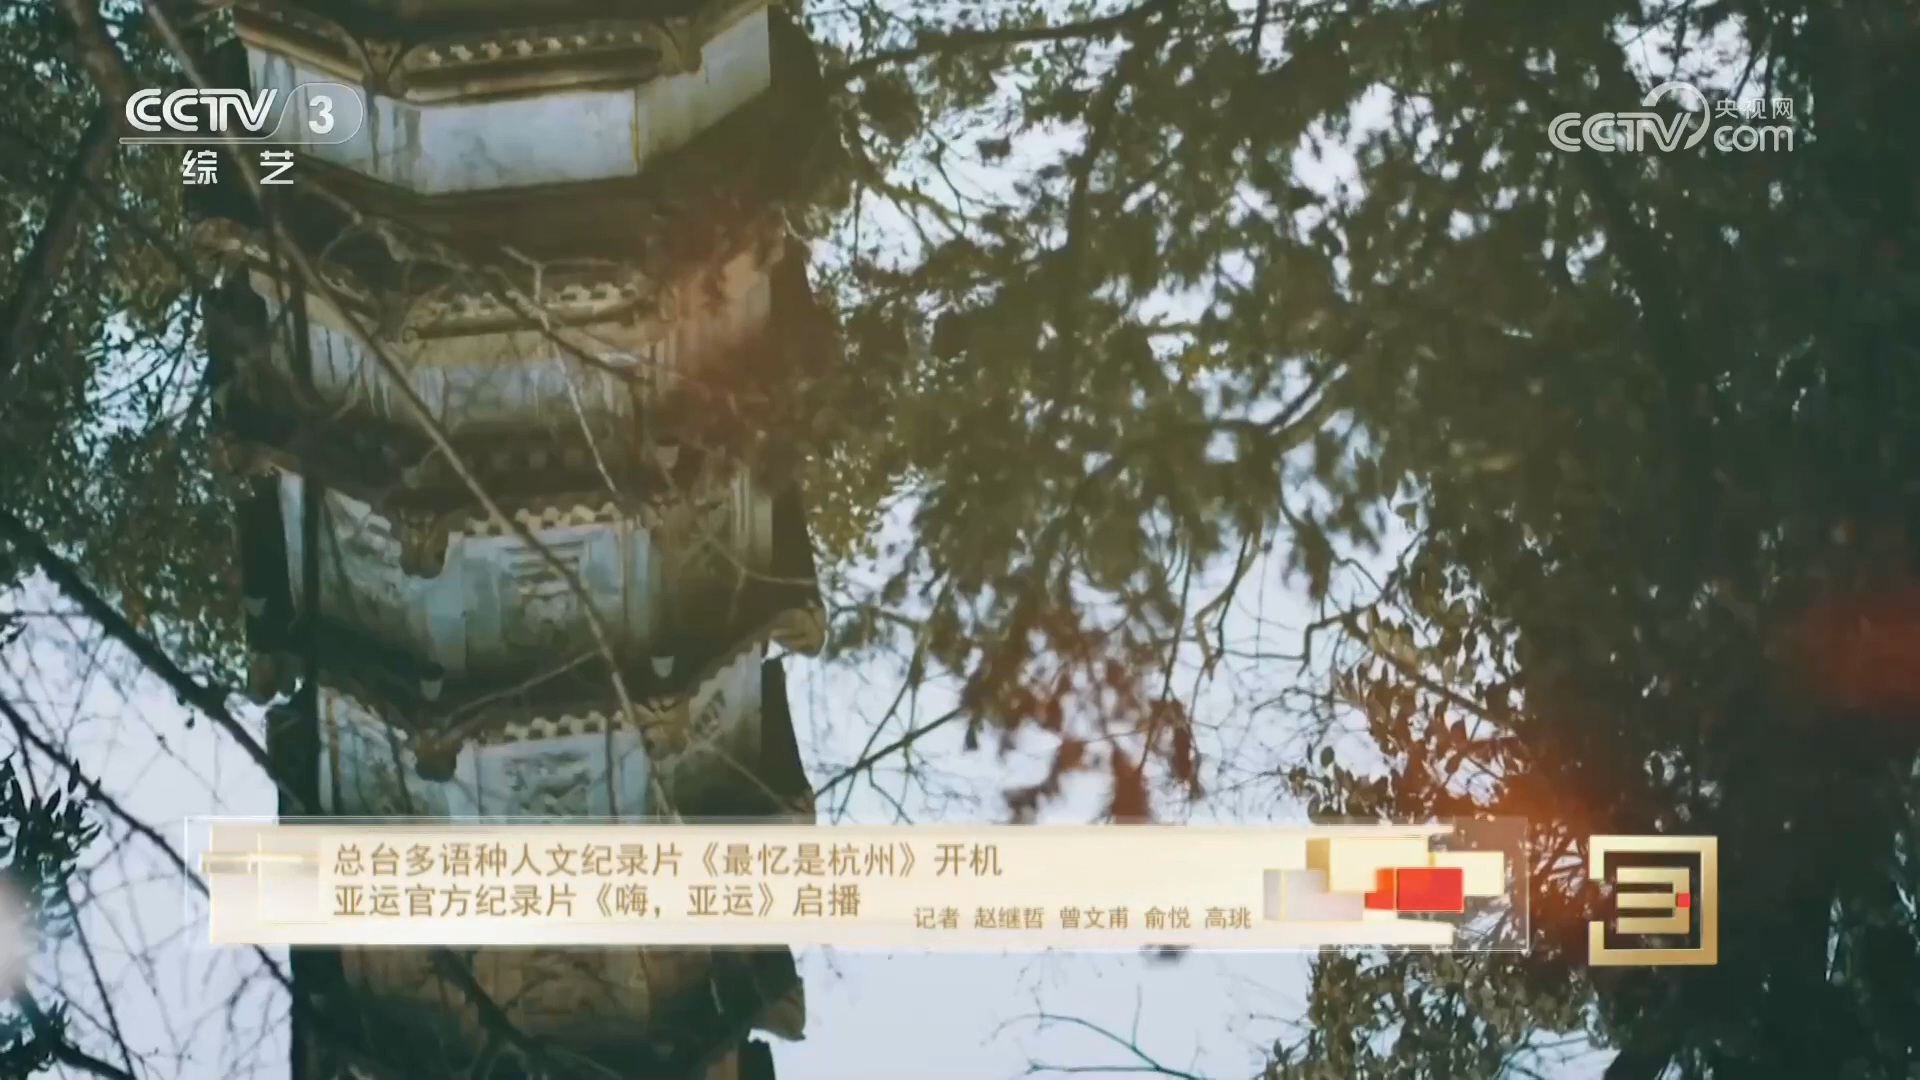 CCTV 3
综艺
央视网
CCTV.com
总台多语种人文纪录片《最忆是杭州》开机
亚运官方纪录片《嗨，亚运》启播
记者 赵继哲 曾文甫 俞悦 高珧